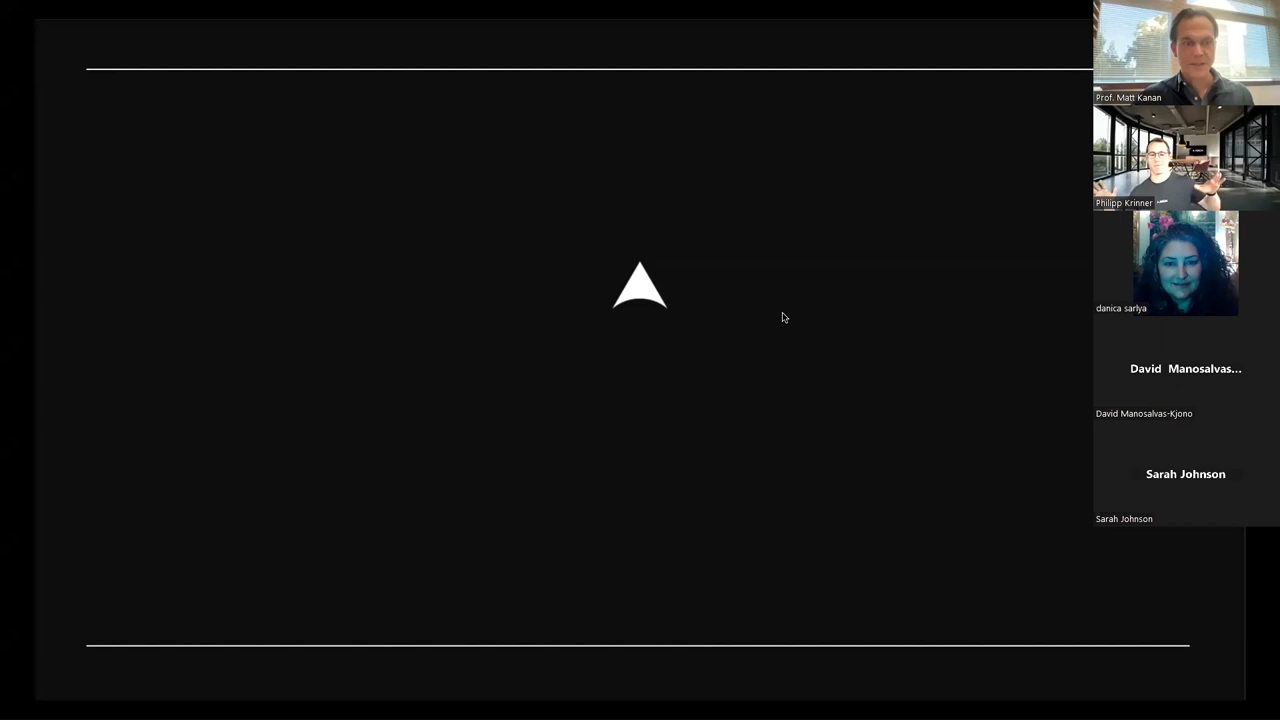 Prof. Matt Kanan
Philipp Krinner
danica sarlya
David Manosalvas...
David Manosalvas-Kjono
Sarah Johnson
Sarah Johnson